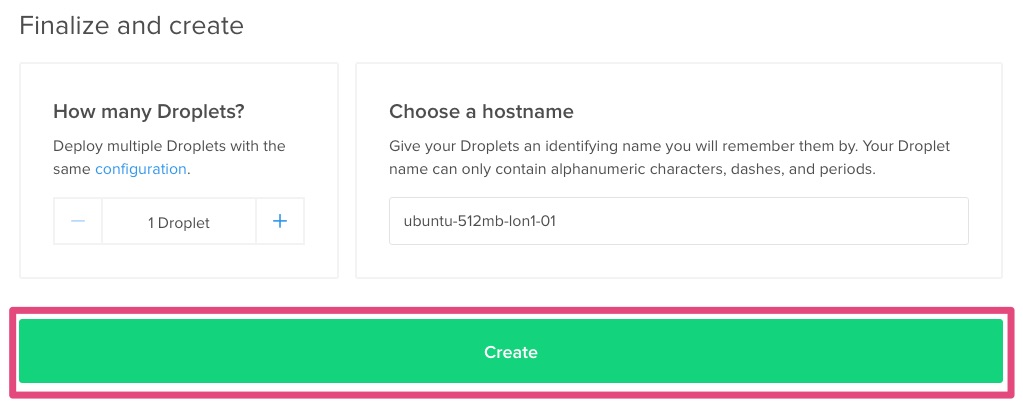 Finalize and create
How many Droplets?
Deploy multiple Droplets with the
same configuration.
1 Droplet
Choose a hostname
Give your Droplets an identifying name you will remember them by. Your Droplet
name can only contain alphanumeric characters, dashes, and periods.
ubuntu-512mb-lon1-01
Create